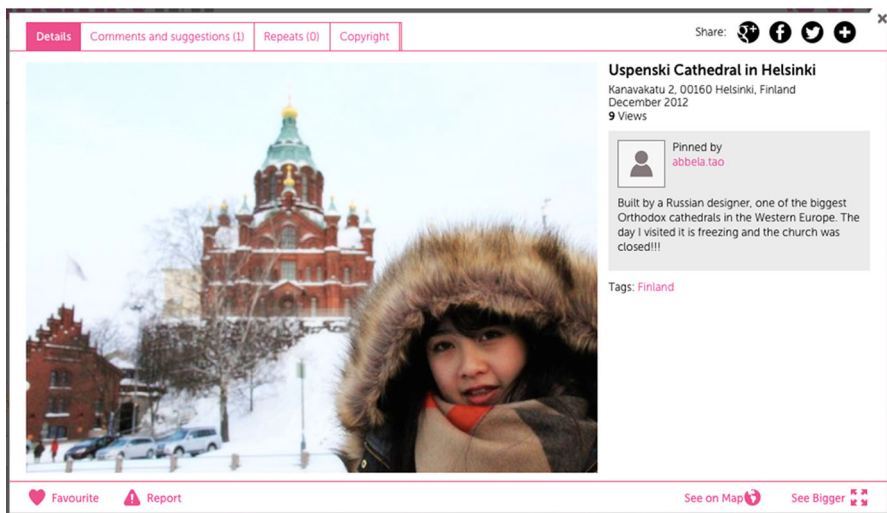 Details
Comments and suggestions (1)
Repeats (0)
Copyright
Share:
Uspenski Cathedral in Helsinki
Kanavakatu 2, 00160 Helsinki, Finland
December 2012
9 Views
Pinned by
abbela.tao
Built by a Russian designer, one of the biggest
Orthodox cathedrals in the Western Europe. The
day I visited it is freezing and the church was
closed!!!
Tags: Finland
Favourite
Report
See on Map
See Bigger